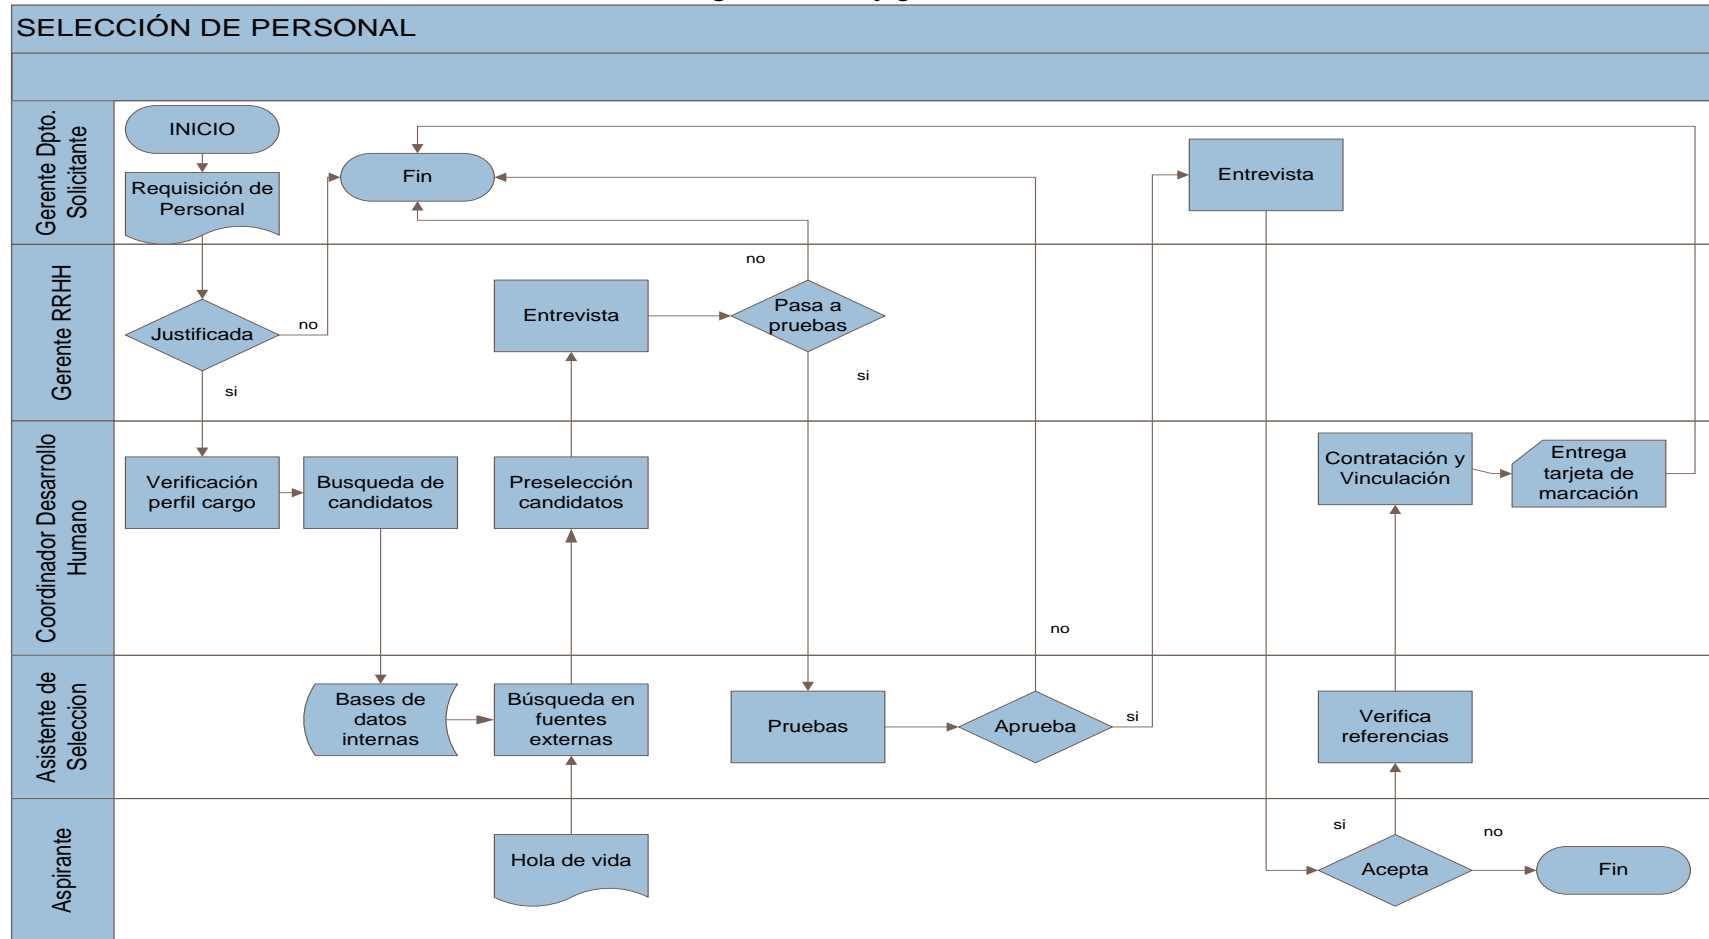 SELECCIÓN DE PERSONAL
Gerente Dpto.
Solicitante
INICIO
Requisición de
Personal
Fin
Entrevista
Gerente RRHH
Justificada
no
si
Entrevista
no
Pasa a
pruebas
si
Coordinador Desarrollo
Humano
Verificación
perfil cargo
Busqueda de
candidatos
Preselección
candidatos
no
Contratación y
Vinculación
Entrega
tarjeta de
marcación
Asistente de
Seleccion
Bases de
datos
internas
Búsqueda en
fuentes
externas
Pruebas
Aprueba
si
Verifica
referencias
Aspirante
Hola de vida
si
Acepta
no
Fin